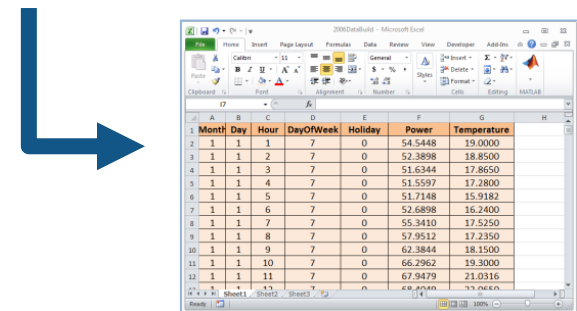 2006DataBuild - Microsoft Excel
File Home Insert Page Layout Formulas Data Review View Developer Add-Ins
Calibri 11 General Insert Σ
Paste B I U A A $ % , Styles Delete
A Format
Clipboard Font Alignment Number Cells Editing MATLAB
I7 fx
A B C D E F G H
1 Month Day Hour DayOfWeek Holiday Power Temperature
2 1 1 1 7 0 54.5448 19.0000
3 1 1 2 7 0 52.3898 18.8500
4 1 1 3 7 0 51.6344 17.8650
5 1 1 4 7 0 51.5597 17.2800
6 1 1 5 7 0 51.7148 15.9182
7 1 1 6 7 0 52.6898 16.2400
8 1 1 7 7 0 55.3410 17.5250
9 1 1 8 7 0 57.9512 17.2350
10 1 1 9 7 0 62.3844 18.1500
11 1 1 10 7 0 66.2962 19.3000
12 1 1 11 7 0 67.9479 21.0316
1 1 12 7 0
Sheet1 Sheet2 Sheet3
Ready 100%